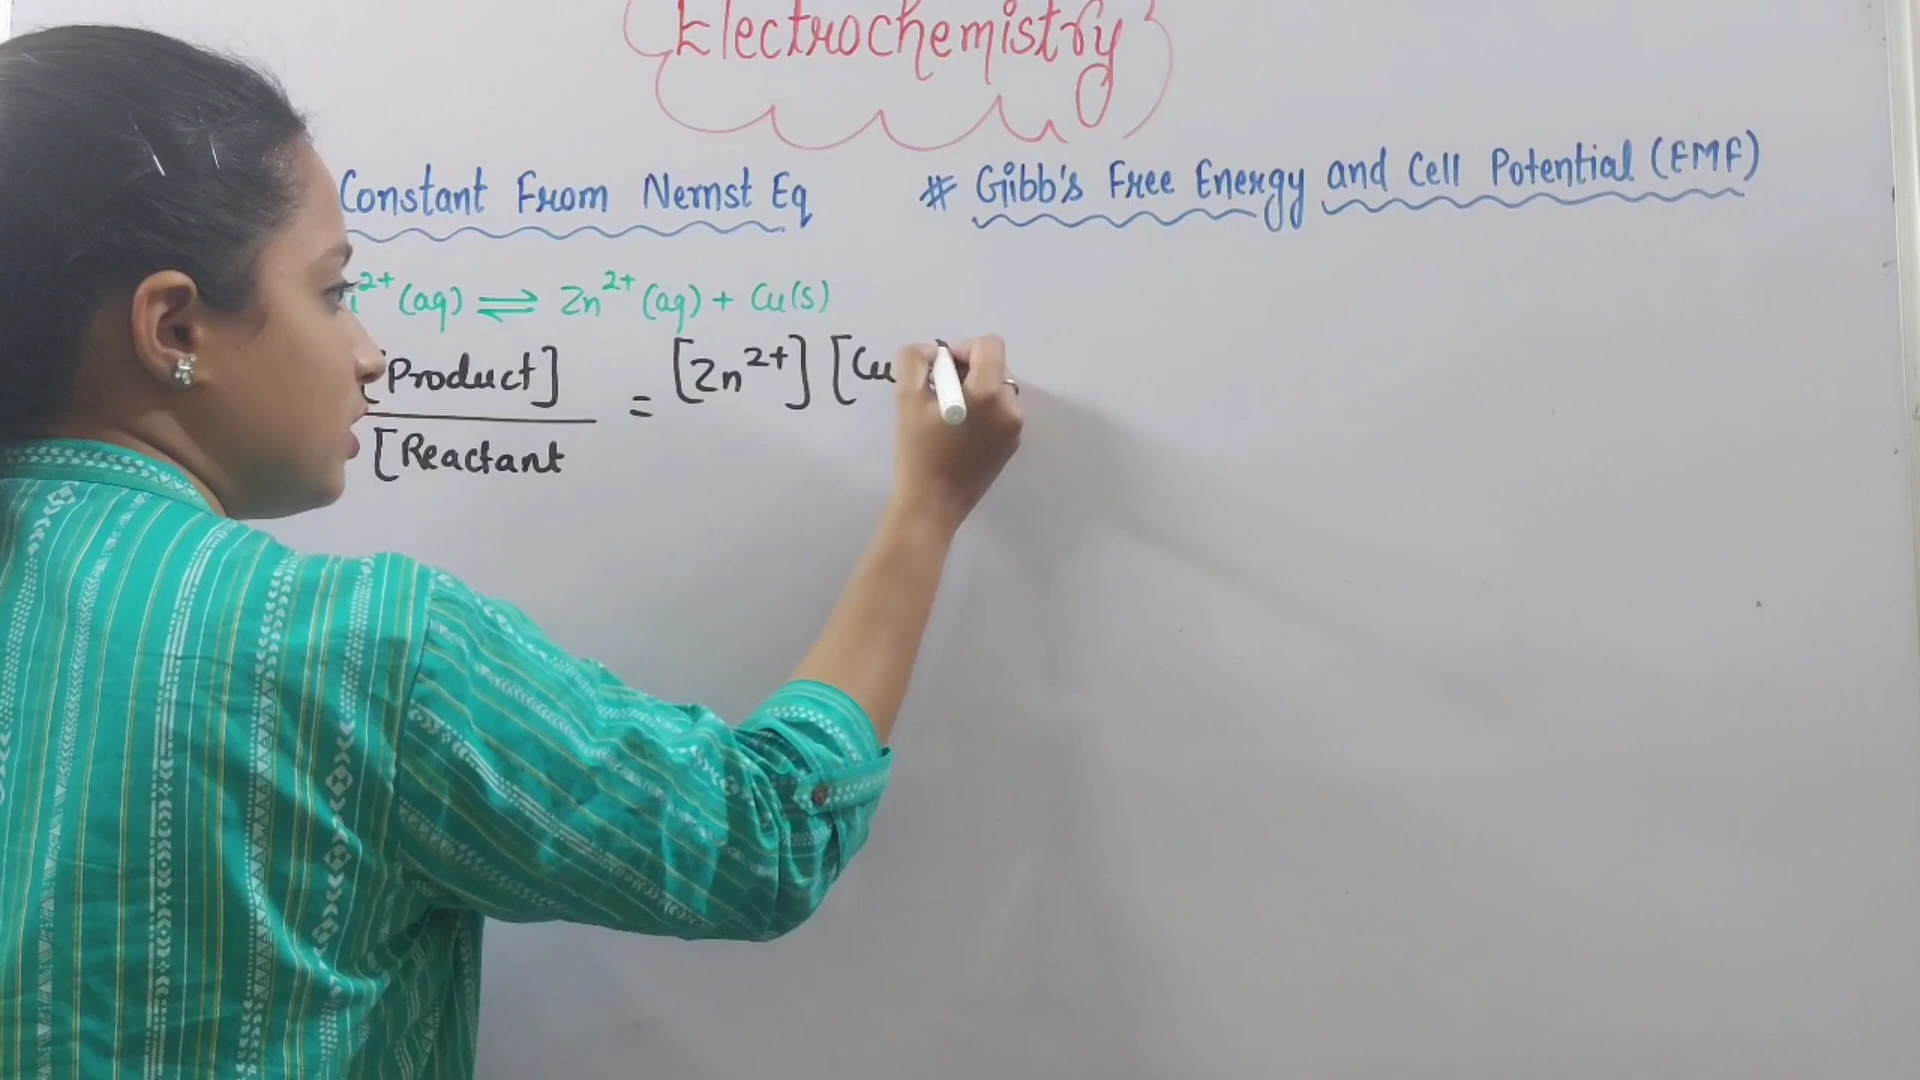 Electrochemistry
Constant From Nernst Eq
# Gibb's Free Energy and Cell Potential (EMF)
2+ (aq) ⇌ Zn2+ (aq) + Cu(s)
[Product]
[Reactant
= [Zn2+] [Cu